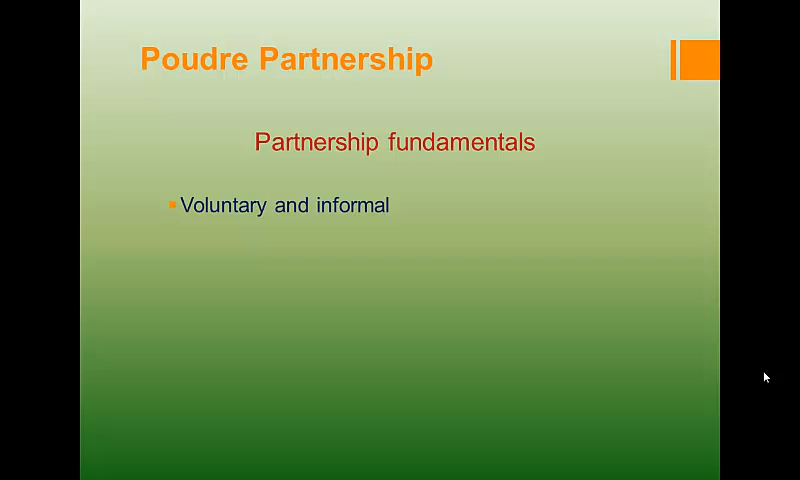 Poudre Partnership
Partnership fundamentals
Voluntary and informal